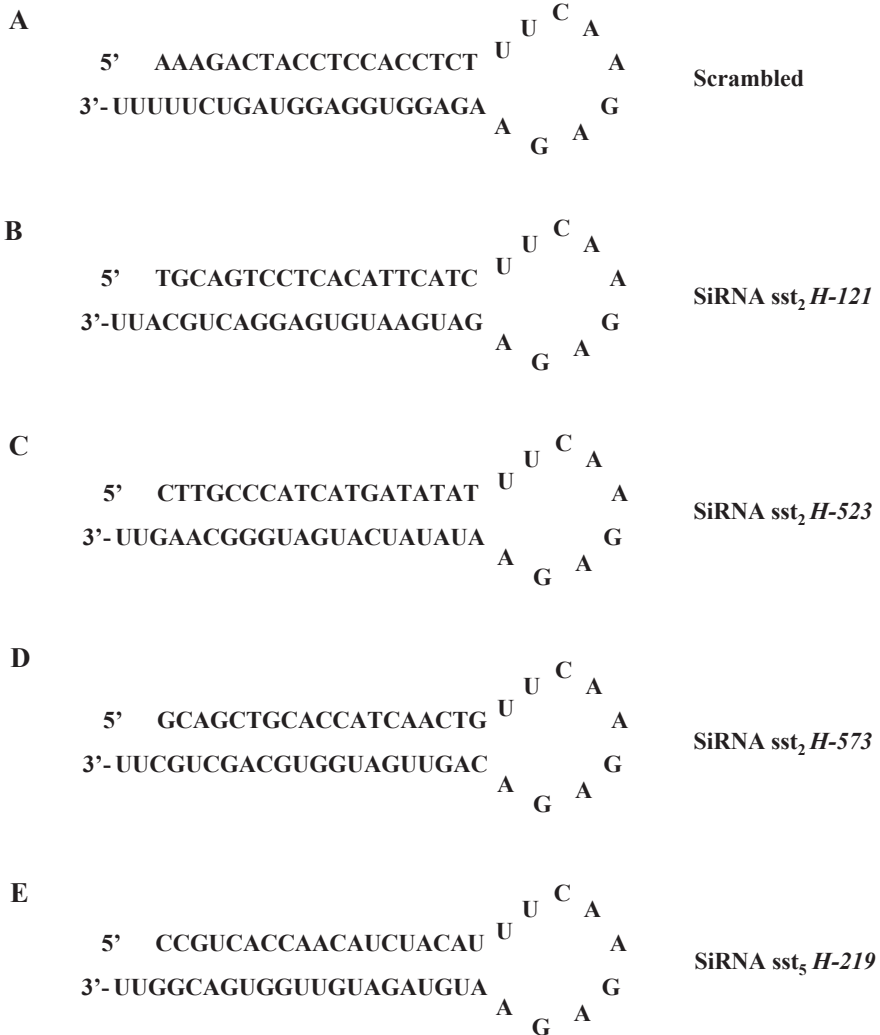 A
5’ AAAGACTACCTCCACCTCT U U C A A G A G A
3’- UUUUUCUGAUGGAGGUGGAGA
Scrambled
B
5’ TGCAGTCCTCACATTCATC U U C A A G A G A
3’-UUACGUCAGGAGUGUAAGUAG
SiRNA sst2 H-121
C
5’ CTTGCCCATCATGATATAT U U C A A G A G A
3’- UUGAACGGGUAGUACUAUAUA
SiRNA sst2 H-523
D
5’ GCAGCTGCACCATCAACTG U U C A A G A G A
3’- UUCGUCGACGUGGUAGUUGAC
SiRNA sst2 H-573
E
5’ CCGUCACCAACAUCUACAU U U C A A G A G A
3’- UUGGCAGUGGUUGUAGAUGUA
SiRNA sst5 H-219